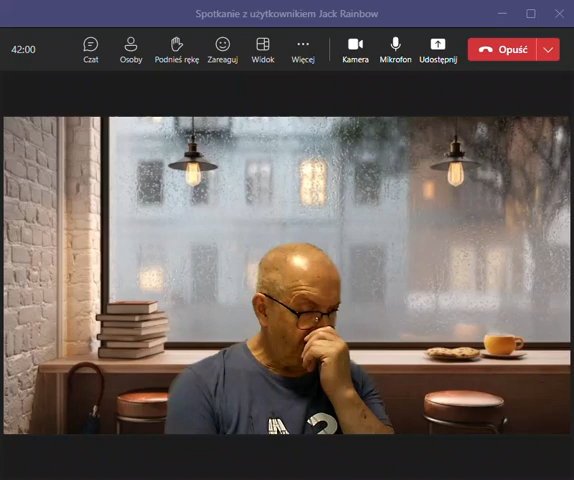 Spotkanie z użytkownikiem Jack Rainbow
42:00
Czat Osoby Podnieś rękę Zareaguj Widok Więcej Kamera Mikrofon Udostępnij Opuść